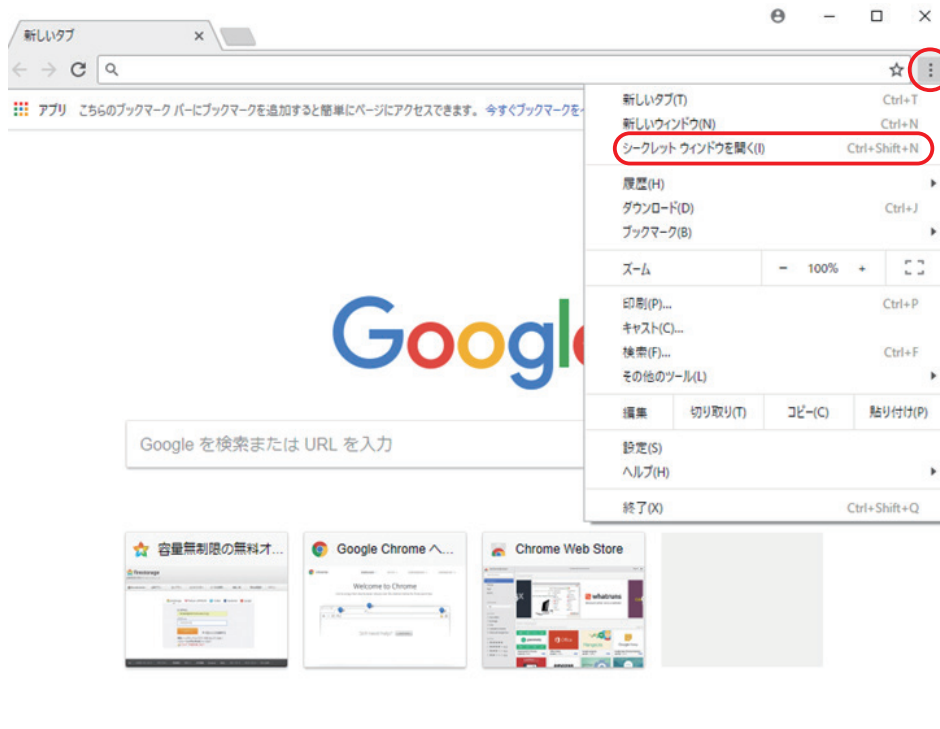 新しいタブ
アプリ こちらのブックマーク バーにブックマークを追加すると簡単にページにアクセスできます。 今すぐブックマークを
新しいタブ(T) Ctrl+T
新しいウィンドウ(N) Ctrl+N
シークレット ウィンドウを開く(I) Ctrl+Shift+N
履歴(H)
ダウンロード(D) Ctrl+J
ブックマーク(B)
ズーム - 100% +
印刷(P)... Ctrl+P
キャスト(C)...
検索(F)... Ctrl+F
その他のツール(L)
編集 切り取り(T) コピー(C) 貼り付け(P)
設定(S)
ヘルプ(H)
終了(X) Ctrl+Shift+Q
Google
Google を検索または URL を入力
容量無制限の無料オ...
Google Chrome へ...
Chrome Web Store
Welcome to Chrome
whatruns